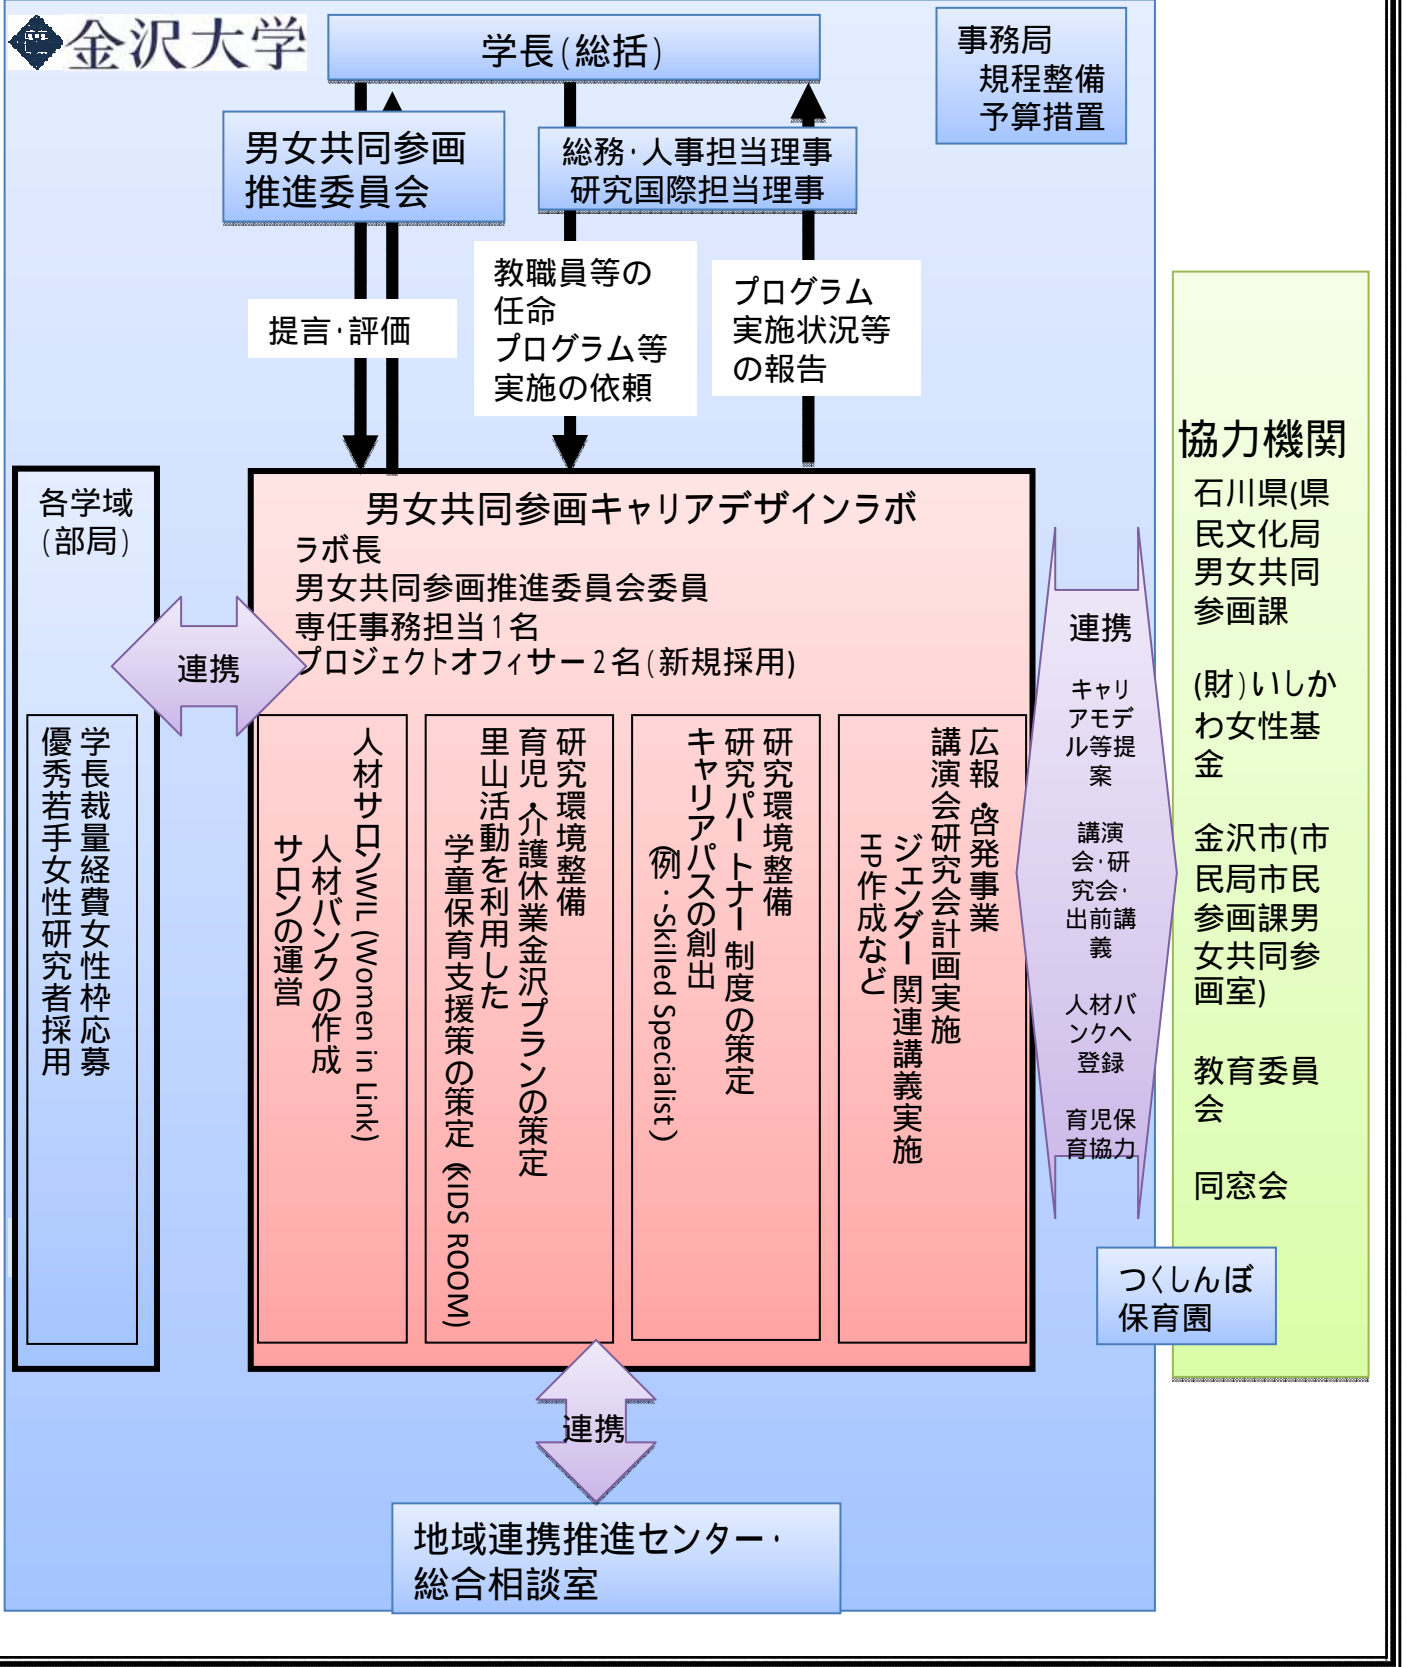 金沢大学
学長(総括)
事務局
規程整備
予算措置
男女共同参画
推進委員会
総務・人事担当理事
研究国際担当理事
提言・評価
教職員等の
任命
プログラム等
実施の依頼
プログラム
実施状況等
の報告
各学域
(部局)
連携
学長裁量経費女性枠応募
優秀若手女性研究者採用
男女共同参画キャリアデザインラボ
ラボ長
男女共同参画推進委員会委員
専任事務担当1名
プロジェクトオフィサー2名(新規採用)
人材サロンWIL (Women in Link)
人材バンクの作成
サロンの運営
研究環境整備
育児・介護休業金沢プランの策定
里山活動を利用した
学童保育支援策の策定 (KIDS ROOM)
研究環境整備
研究パートナー制度の策定
キャリアパスの創出
(例:Skilled Specialist)
広報・啓発事業
講演会研究会計画実施
ジェンダー関連講義実施
HP作成など
連携
キャリ
アモデ
ル等提
案
講演
会・研
究会・
出前講
義
人材バ
ンクへ
登録
育児保
育協力
協力機関
石川県(県
民文化局
男女共同
参画課
(財)いしか
わ女性基
金
金沢市(市
民局市民
参画課男
女共同参
画室)
教育委員
会
同窓会
つくしんぼ
保育園
連携
地域連携推進センター・
総合相談室